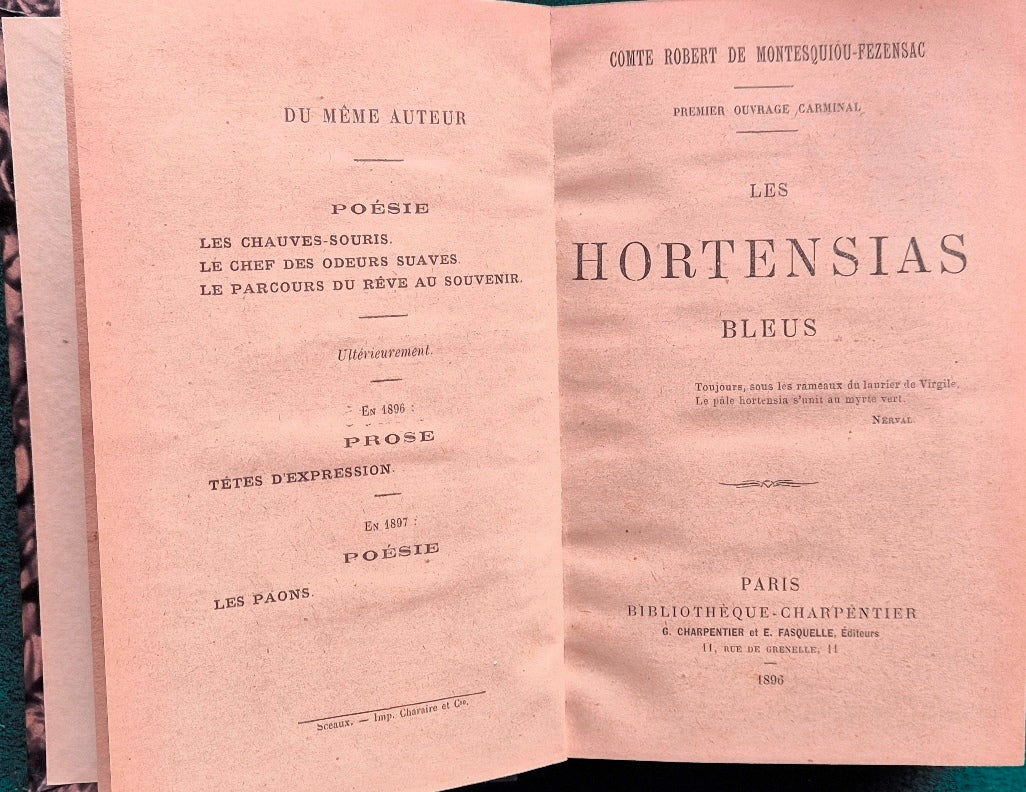 DU MÊME AUTEUR
POÉSIE
LES CHAUVES-SOURIS.
LE CHEF DES ODEURS SUAVES.
LE PARCOURS DU RÊVE AU SOUVENIR.
Ultérieurement.
En 1896 :
PROSE
TÊTES D'EXPRESSION.
En 1897 :
POÉSIE
LES PAONS.
Sceaux. — Imp. Charaire et Cie.
COMTE ROBERT DE MONTESQUIOU-FEZENSAC
PREMIER OUVRAGE CARMINAL
LES
HORTENSIAS
BLEUS
Toujours, sous les rameaux du laurier de Virgile,
Le pâle hortensia s'unit au myrte vert.
Nerval.
PARIS
BIBLIOTHÈQUE-CHARPENTIER
G. CHARPENTIER et E. FASQUELLE, Éditeurs
11, RUE DE GRENELLE, 11
1896